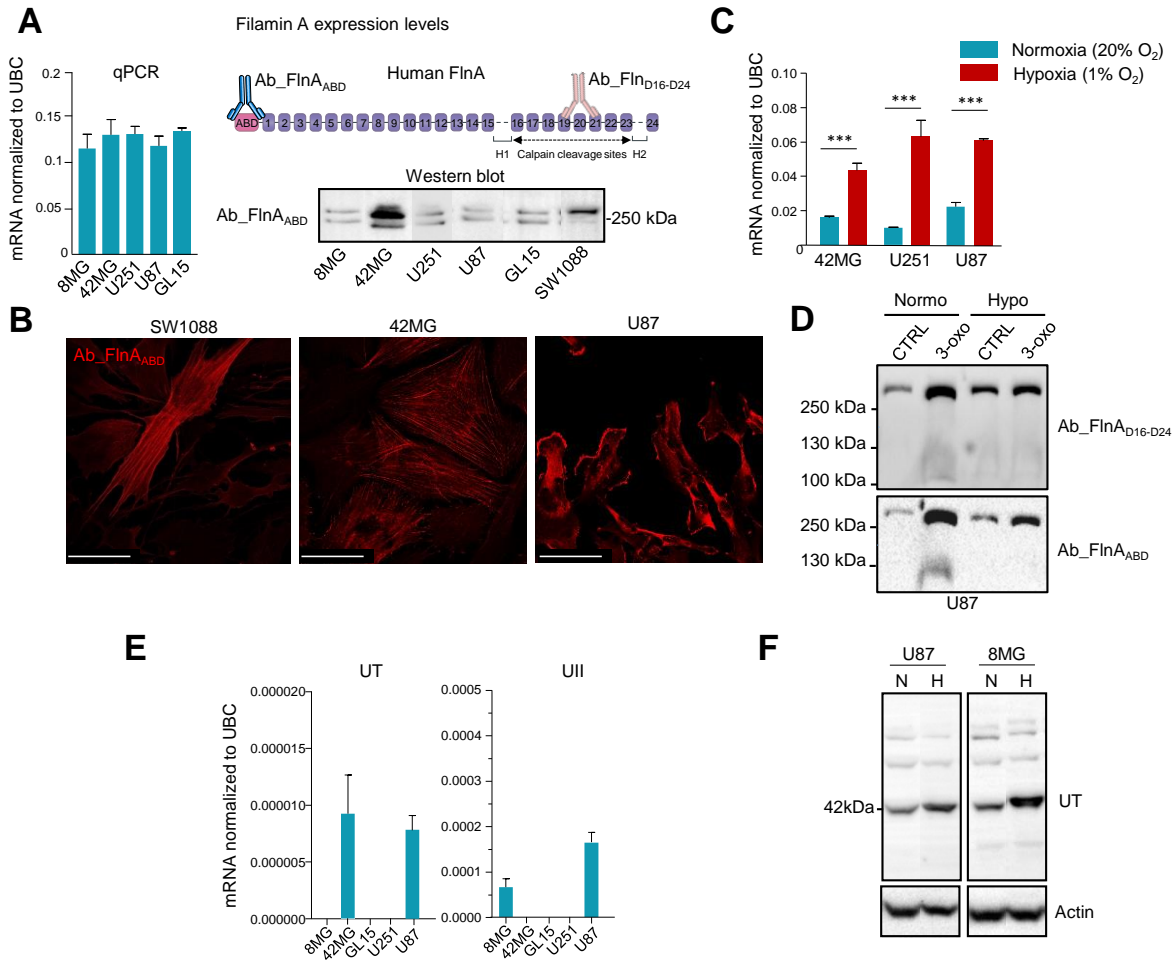 A
Filamin A expression levels
qPCR
mRNA normalized to UBC
0.2
0.15
0.1
0.05
0
8MG
42MG
U251
U87
GL15
Ab_FlnA_ABD
Human FlnA
Ab_Fln_D16-D24
ABD 1 2 3 4 5 6 7 8 9 10 11 12 13 14 15 16 17 18 19 20 21 22 23 24
H1 Calpain cleavage sites H2
Western blot
Ab_FlnA_ABD
-250 kDa
8MG
42MG
U251
U87
GL15
SW1088
B
SW1088
42MG
U87
Ab_FlnA_ABD
C
Normoxia (20% O₂)
Hypoxia (1% O₂)
mRNA normalized to UBC
0.10
0.08
0.06
0.04
0.02
0
***
***
***
42MG
U251
U87
D
Normo
Hypo
CTRL
3-oxo
CTRL
3-oxo
250 kDa
130 kDa
100 kDa
Ab_FlnA_D16-D24
250 kDa
130 kDa
Ab_FlnA_ABD
U87
E
UT
mRNA normalized to UBC
0.000020
0.000015
0.000010
0.000005
0.000000
8MG
42MG
GL15
U251
U87
UII
0.0005
0.0004
0.0003
0.0002
0.0001
0.0000
8MG
42MG
GL15
U251
U87
F
U87
8MG
N H
N H
42kDa
UT
Actin